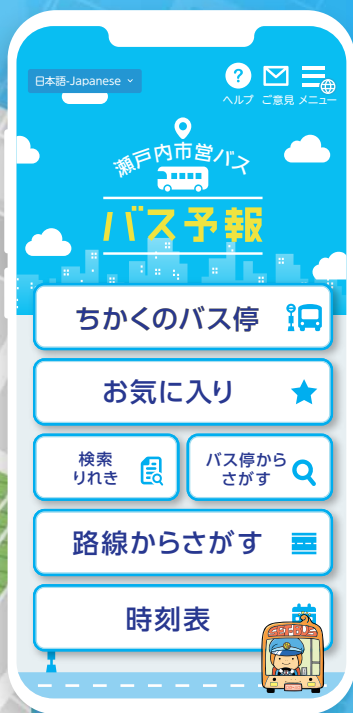 日本語-Japanese
?
ヘルプ ご意見 メニュー
瀬戸内市営バス
バス予報
ちかくのバス停
お気に入り
検索
りれき
バス停から
さがす
路線からさがす
時刻表